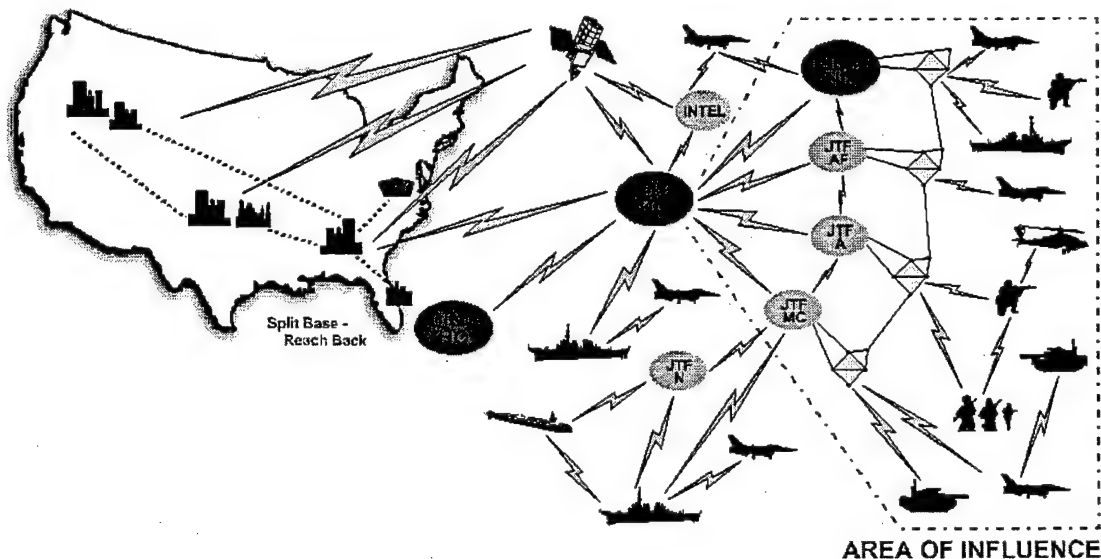 INTEL
JTF
AF
JTF
A
JTF
MC
JTF
N
Split Base -
Reach Back
AREA OF INFLUENCE